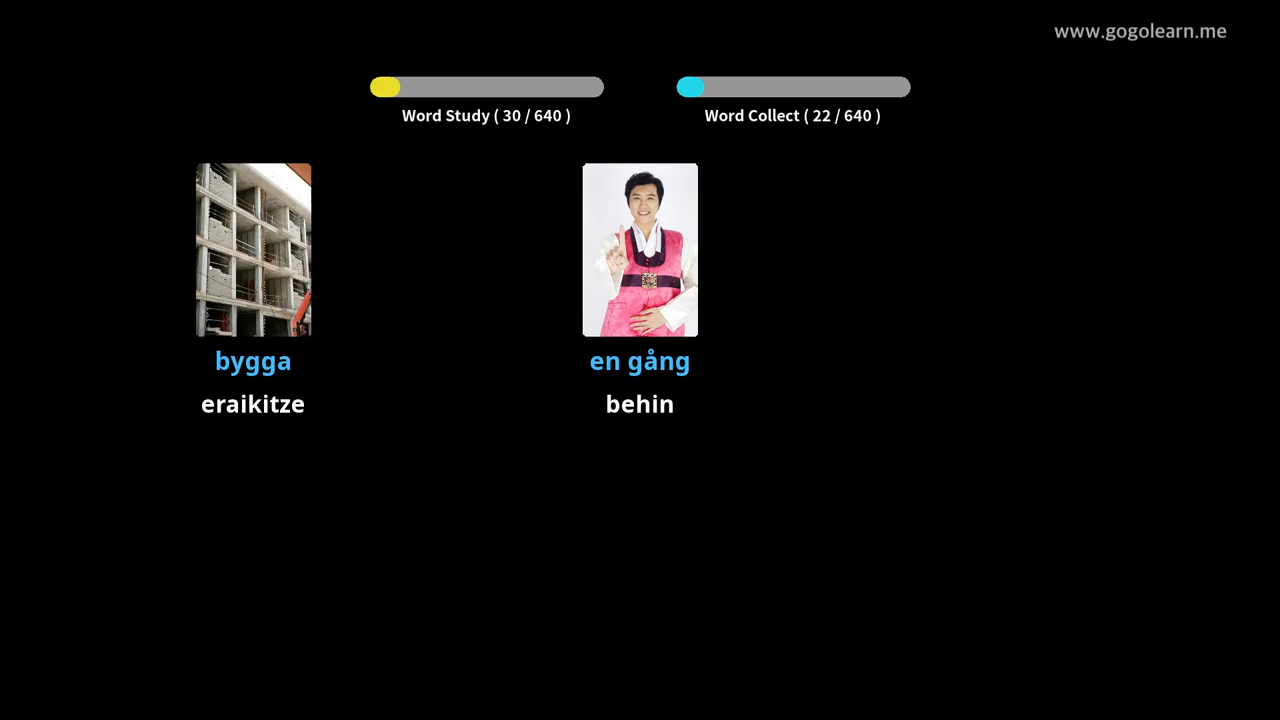 www.gogolearn.me
Word Study ( 30 / 640 )
Word Collect ( 22 / 640 )
bygga
eraikitze
en gång
behin